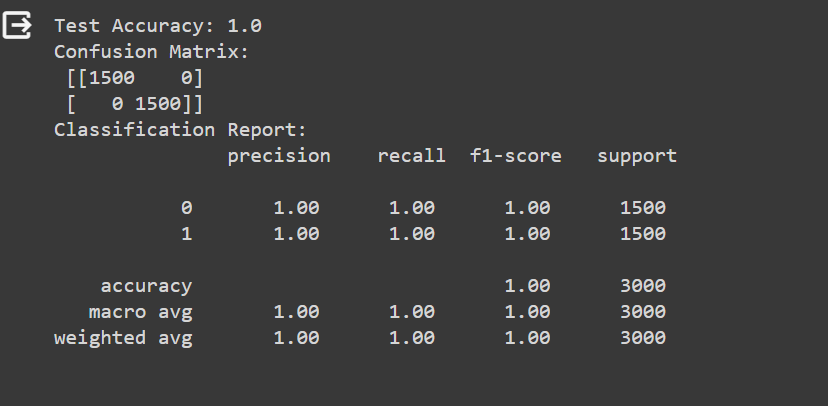 Test Accuracy: 1.0
Confusion Matrix:
 [[1500    0]
 [   0 1500]]
Classification Report:
               precision    recall  f1-score   support

           0       1.00      1.00      1.00      1500
           1       1.00      1.00      1.00      1500

    accuracy                           1.00      3000
   macro avg       1.00      1.00      1.00      3000
weighted avg       1.00      1.00      1.00      3000